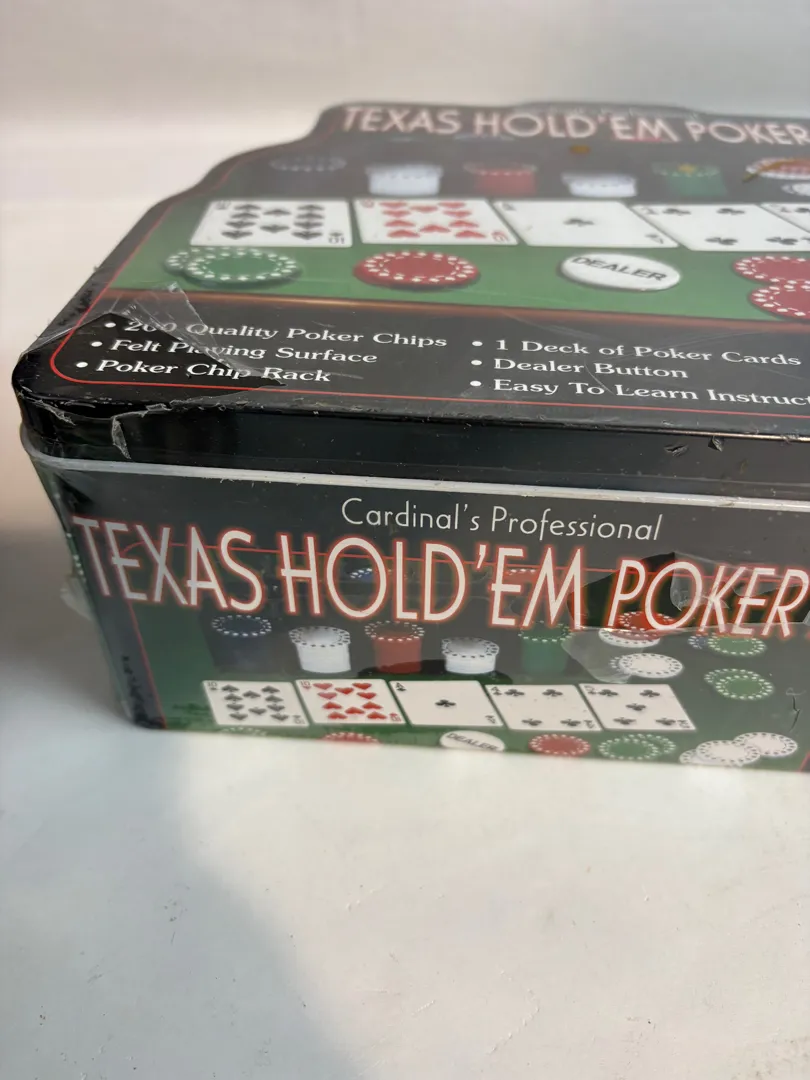 TEXAS HOLD'EM POKER
DEALER
• 200 Quality Poker Chips
• Felt Playing Surface
• Poker Chip Rack
• 1 Deck of Poker Cards
• Dealer Button
• Easy To Learn
Cardinal's Professional
TEXAS HOLD'EM POKER
DEALER